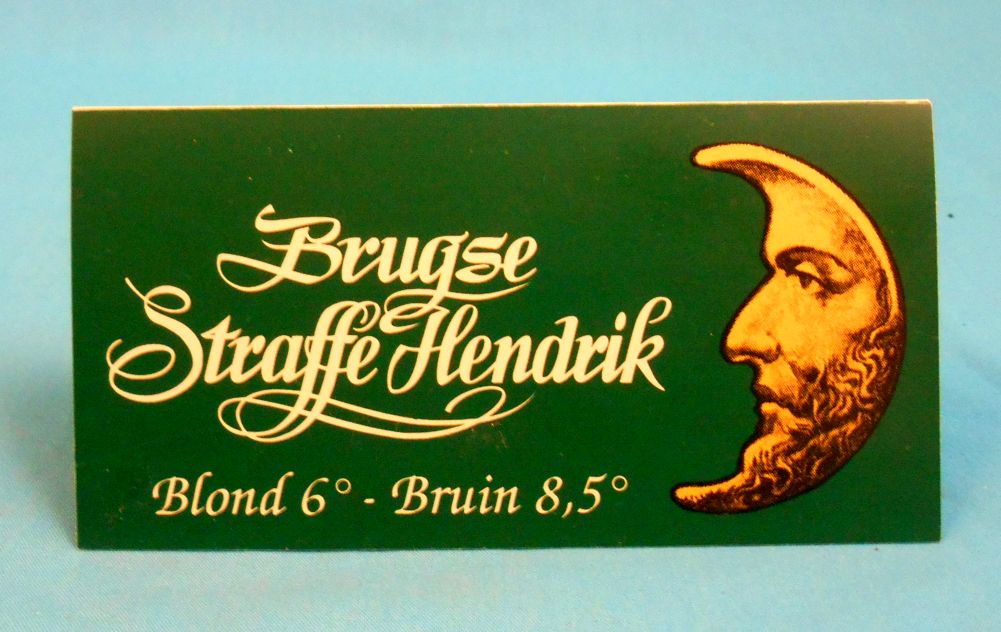 Brugse
Straffe Hendrik
Blond 6° - Bruin 8,5°